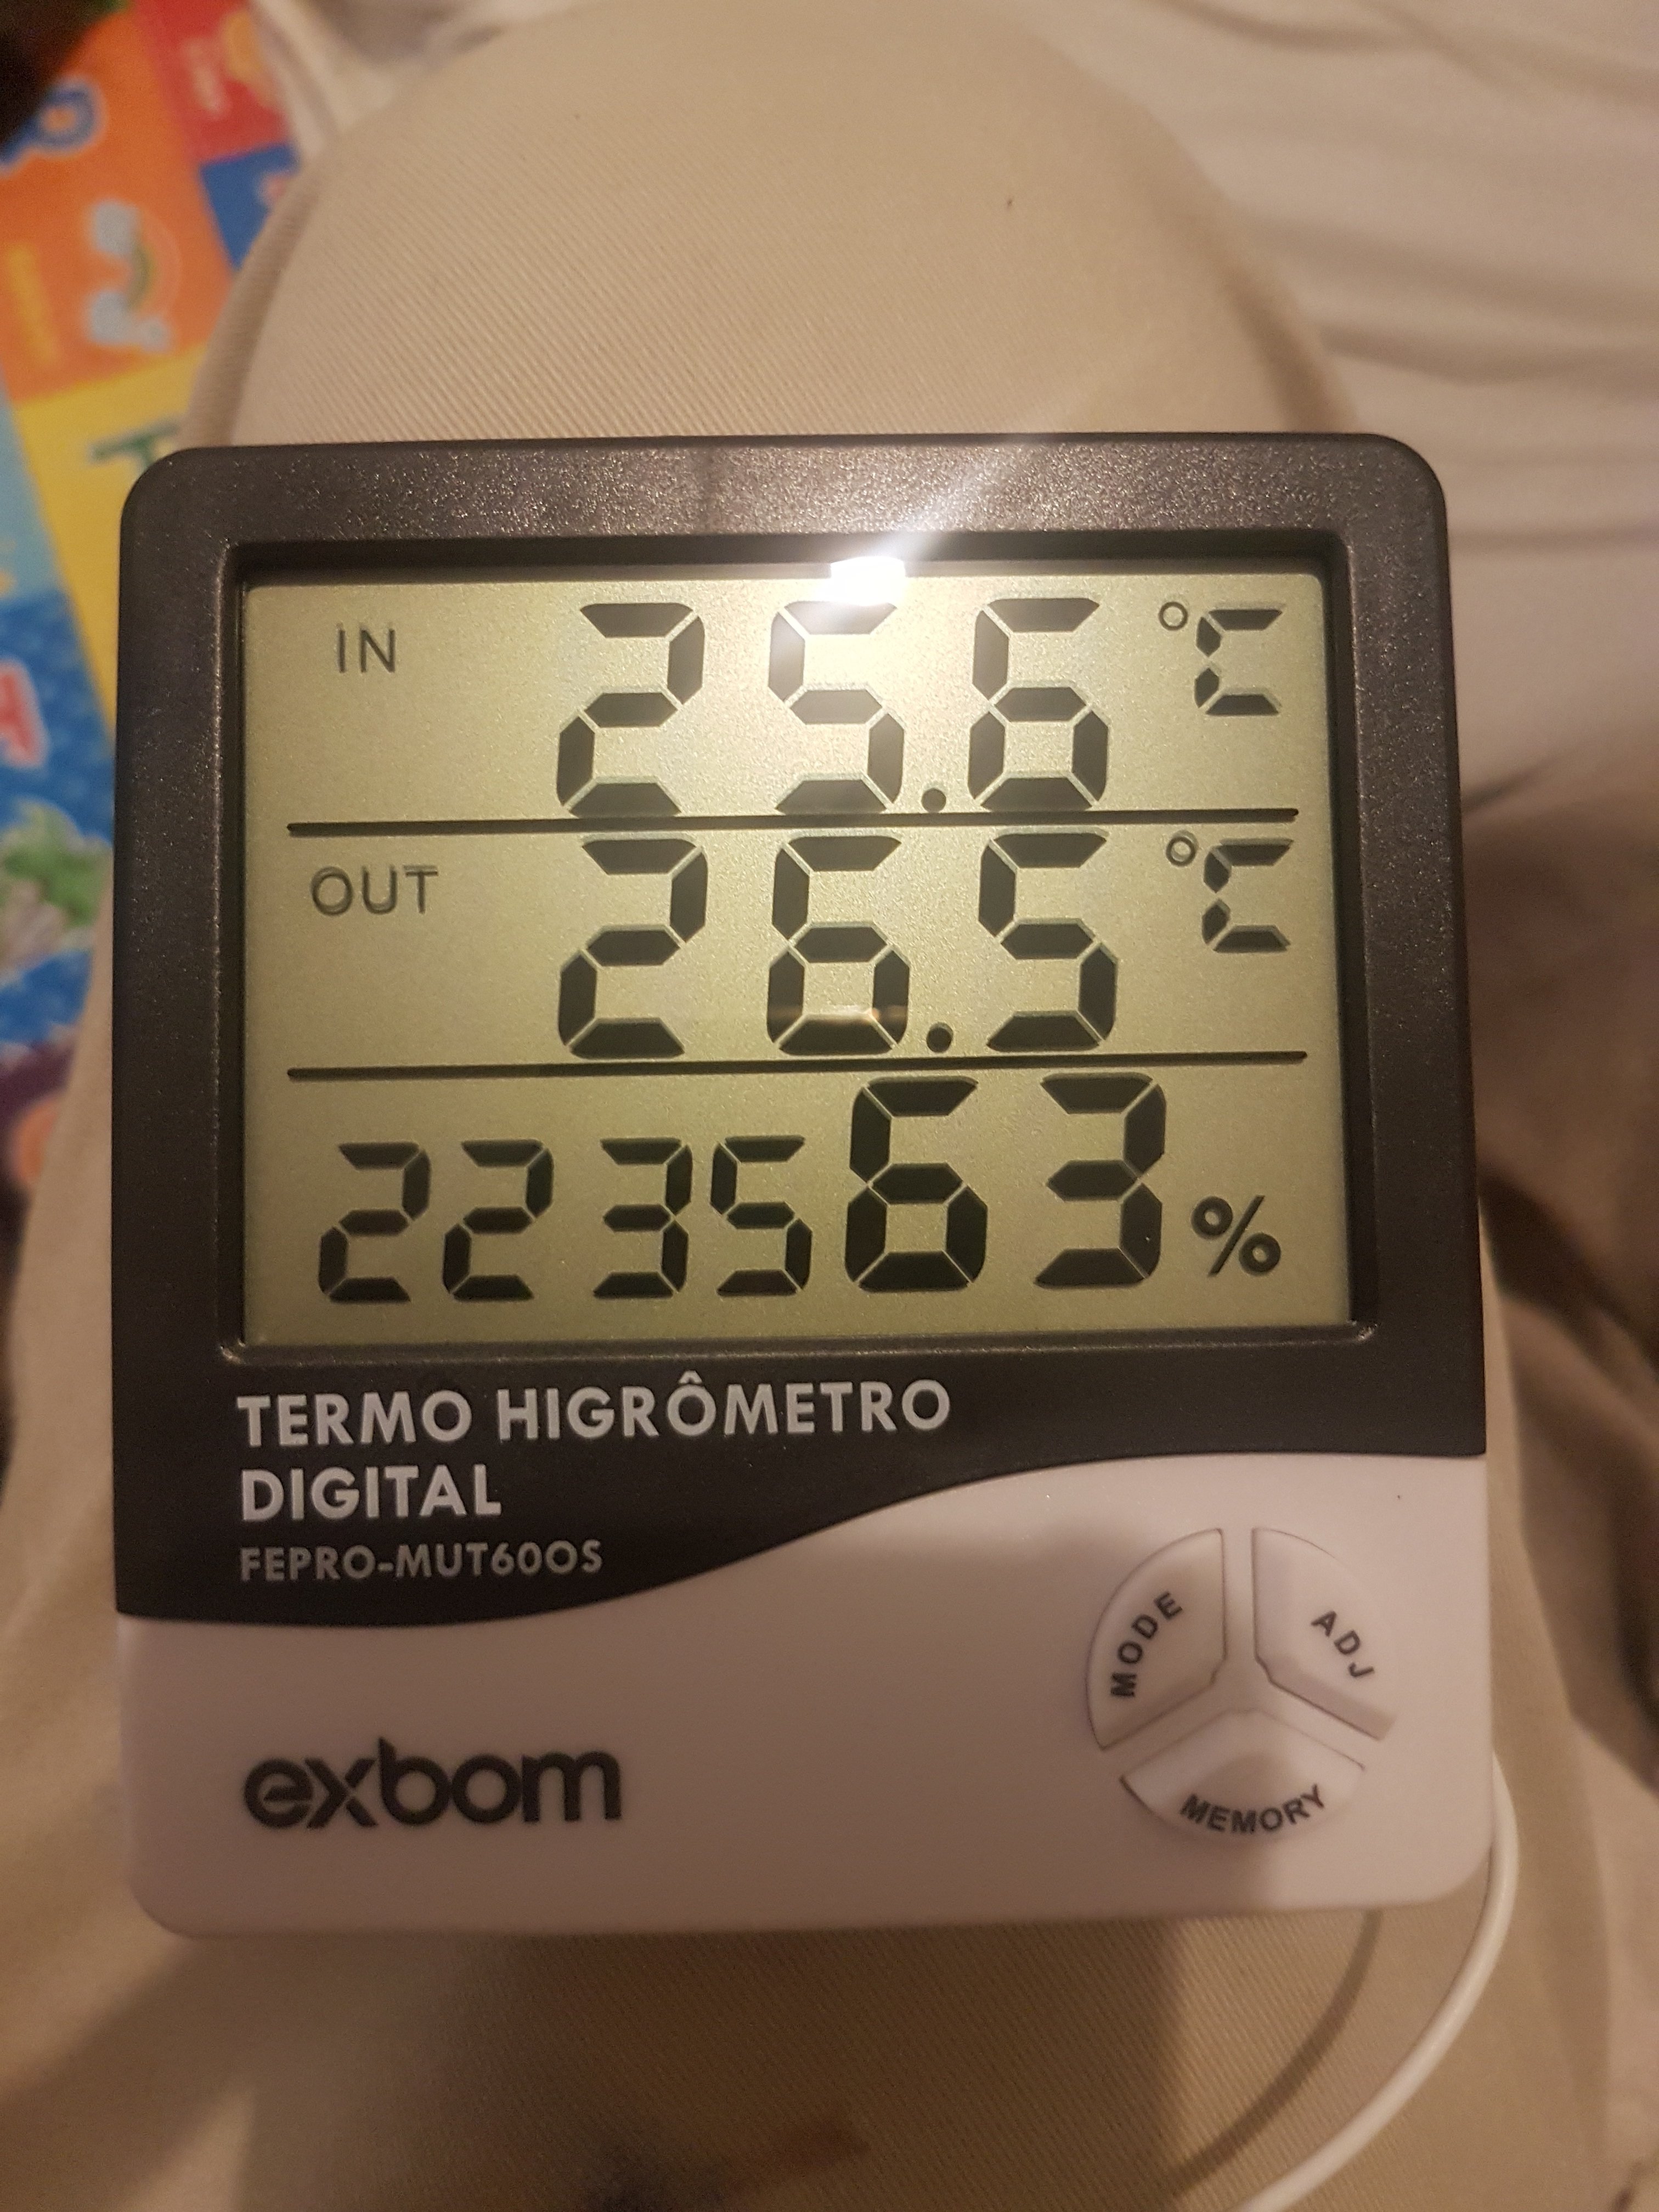 IN 25.6 °C
OUT 26.5 °C
22 35 63 %
TERMO HIGRÔMETRO
DIGITAL
FEPRO-MUT600S
MODE
ADJ
MEMORY
exbom